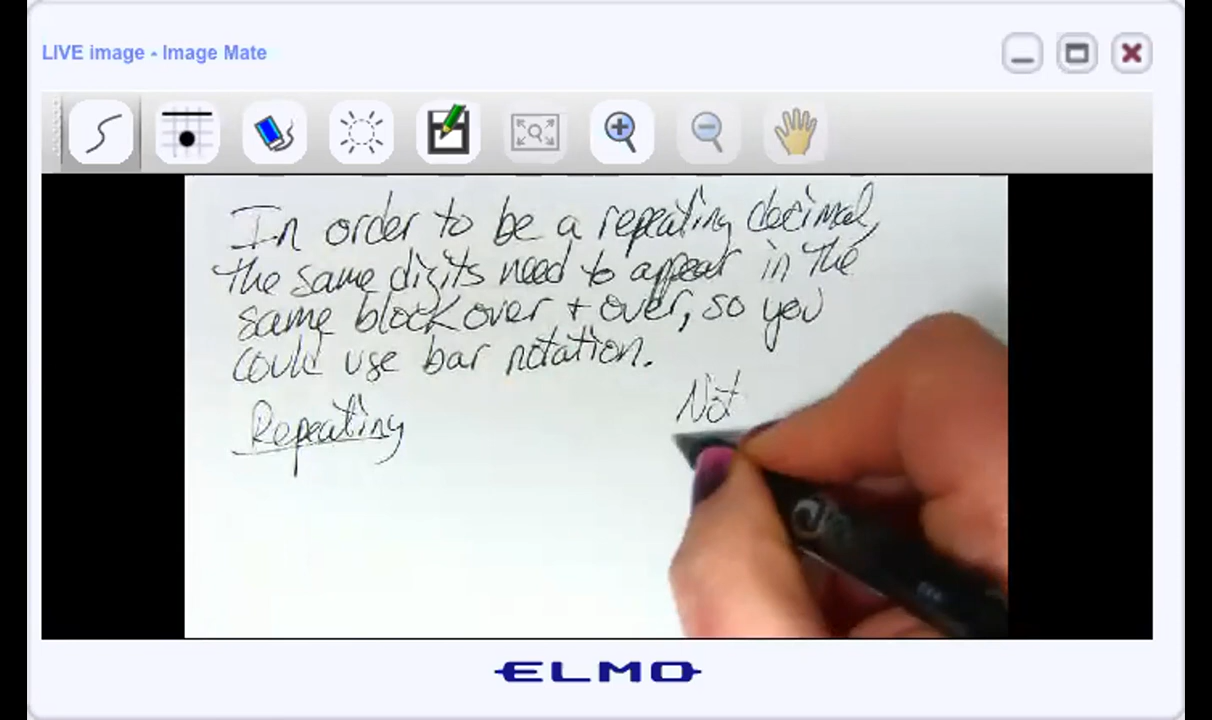 LIVE image - Image Mate
In order to be a repeating decimal,
the same digits need to appear in the
same block over + over, so you
could use bar notation.
Repeating
Not
ELMO